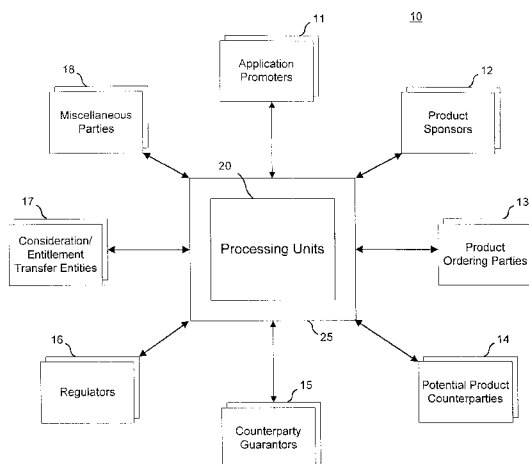 11
10
Application
Promoters
18
Miscellaneous
Parties
12
Product
Sponsors
20
Processing Units
17
Consideration/
Entitlement
Transfer Entities
13
Product
Ordering Parties
25
16
Regulators
15
Counterparty
Guarantors
14
Potential Product
Counterparties